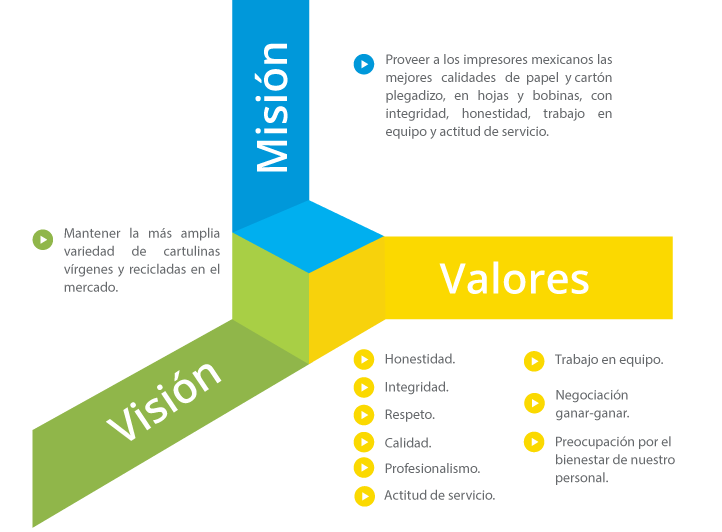 Misión
Proveer a los impresores mexicanos las
mejores calidades de papel y cartón
plegadizo, en hojas y bobinas, con
integridad, honestidad, trabajo en
equipo y actitud de servicio.
Mantener la más amplia
variedad de cartulinas
vírgenes y recicladas en el
mercado.
Visión
Valores
Honestidad.
Integridad.
Respeto.
Calidad.
Profesionalismo.
Actitud de servicio.
Trabajo en equipo.
Negociación
ganar-ganar.
Preocupación por el
bienestar de nuestro
personal.